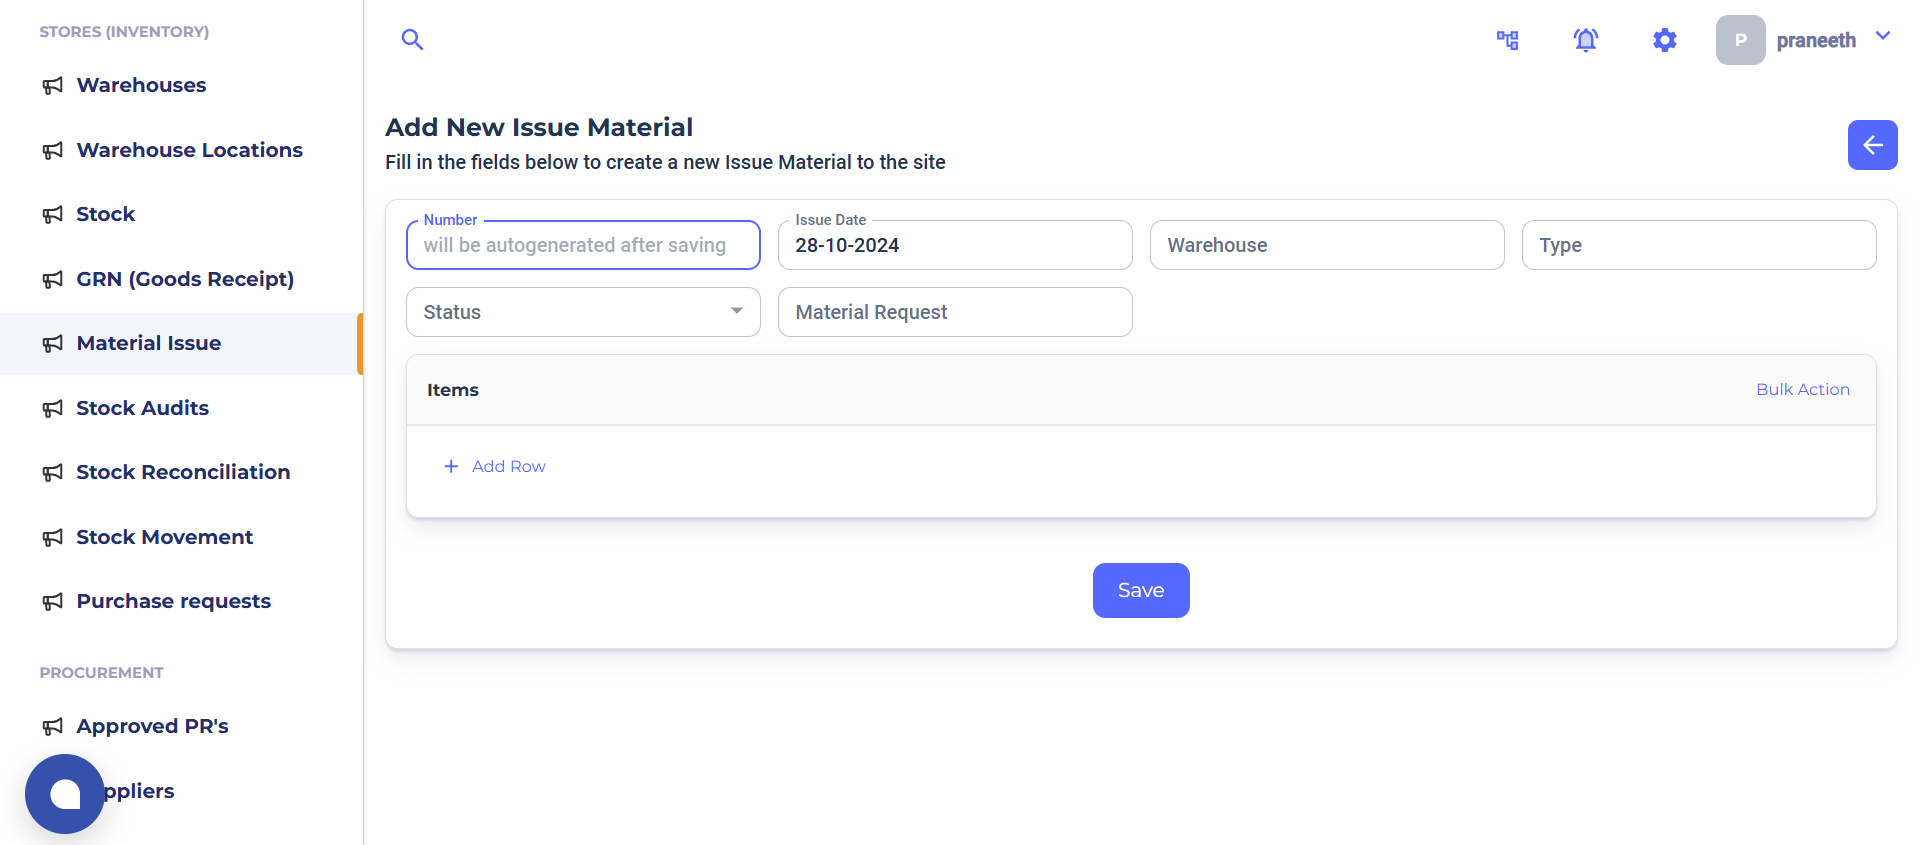 STORES (INVENTORY)
Warehouses
Warehouse Locations
Stock
GRN (Goods Receipt)
Material Issue
Stock Audits
Stock Reconciliation
Stock Movement
Purchase requests
PROCUREMENT
Approved PR's
ppliers
P
praneeth
Add New Issue Material
Fill in the fields below to create a new Issue Material to the site
Number
will be autogenerated after saving
Issue Date
28-10-2024
Warehouse
Type
Status
Material Request
Items
Bulk Action
+ Add Row
Save